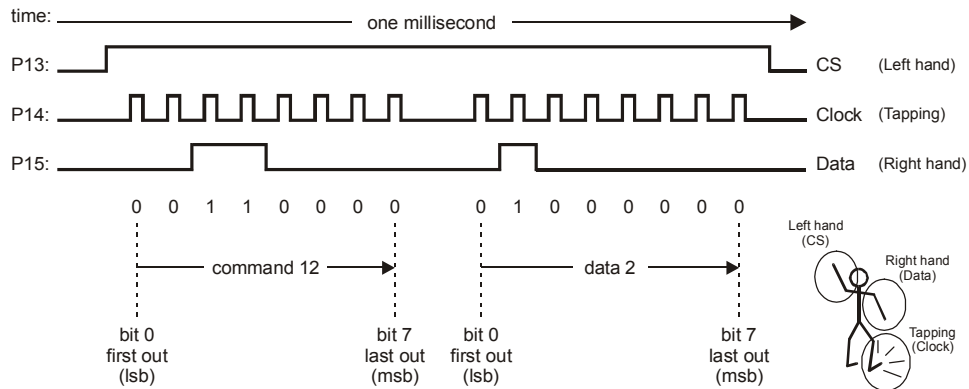 time: one millisecond
P13: CS (Left hand)
P14: Clock (Tapping)
P15: Data (Right hand)
0 0 1 1 0 0 0 0 0 1 0 0 0 0 0 0
Left hand
(CS)
Right hand
(Data)
command 12 data 2
Tapping
(Clock)
bit 0 bit 7 bit 0 bit 7
first out last out first out last out
(lsb) (msb) (lsb) (msb)